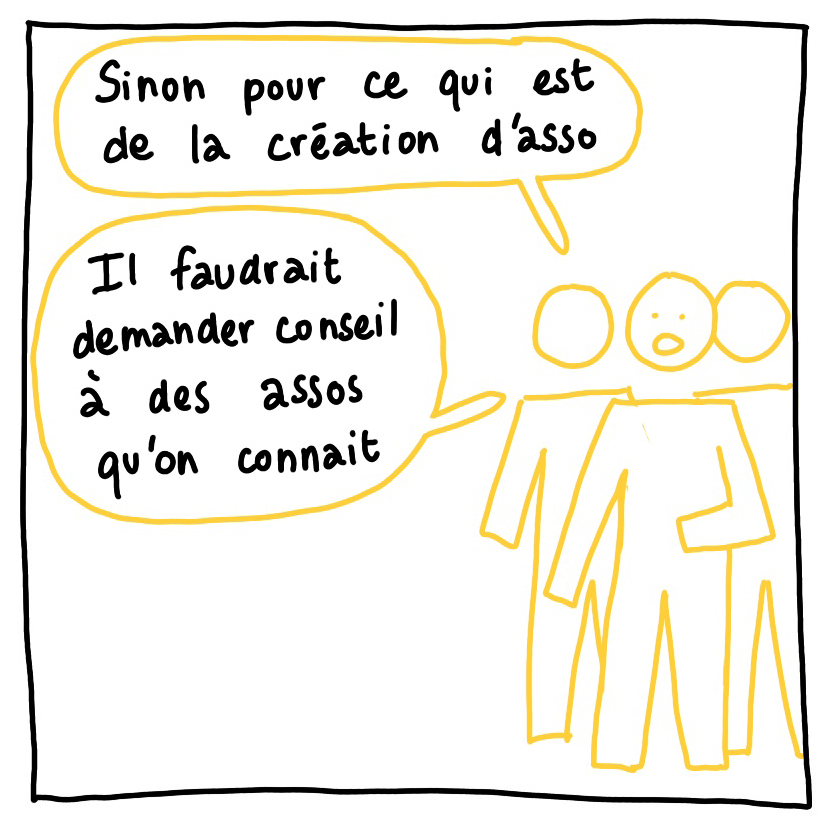 Sinon pour ce qui est
de la création d'asso
Il faudrait
demander conseil
à des assos
qu'on connait